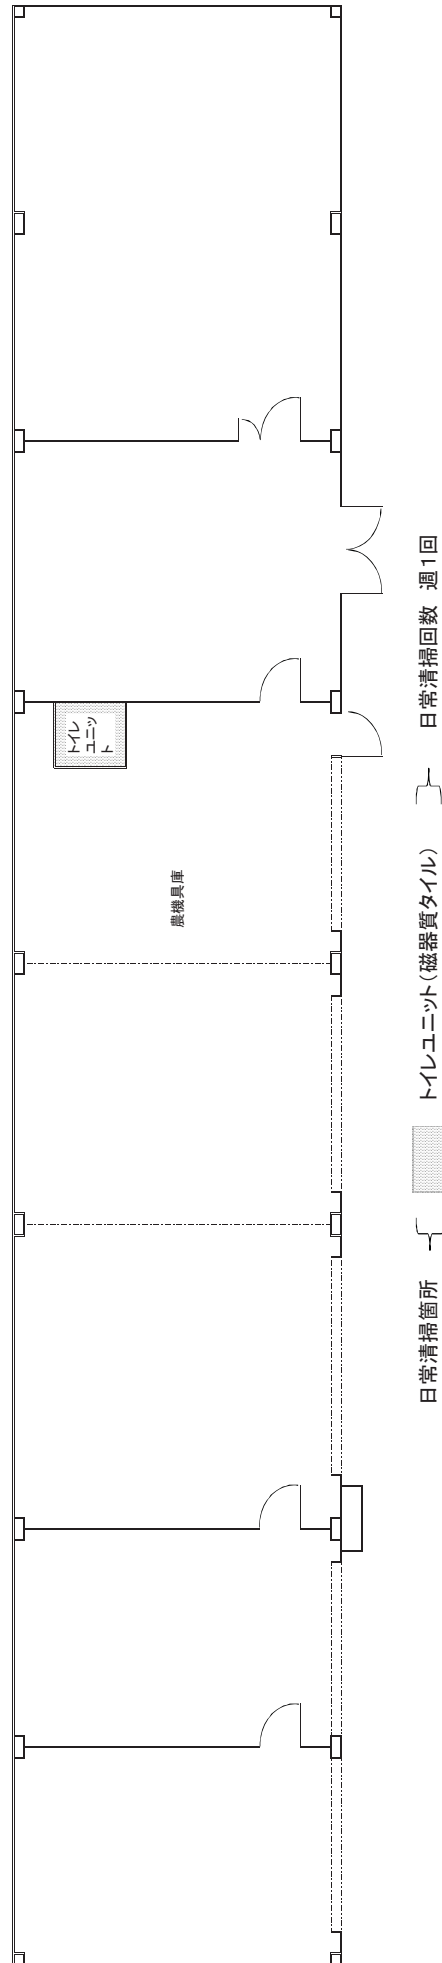 トイレ
ユニッ
ト
農機具庫
日常清掃箇所
トイレユニット(磁器質タイル)
日常清掃回数 週1回